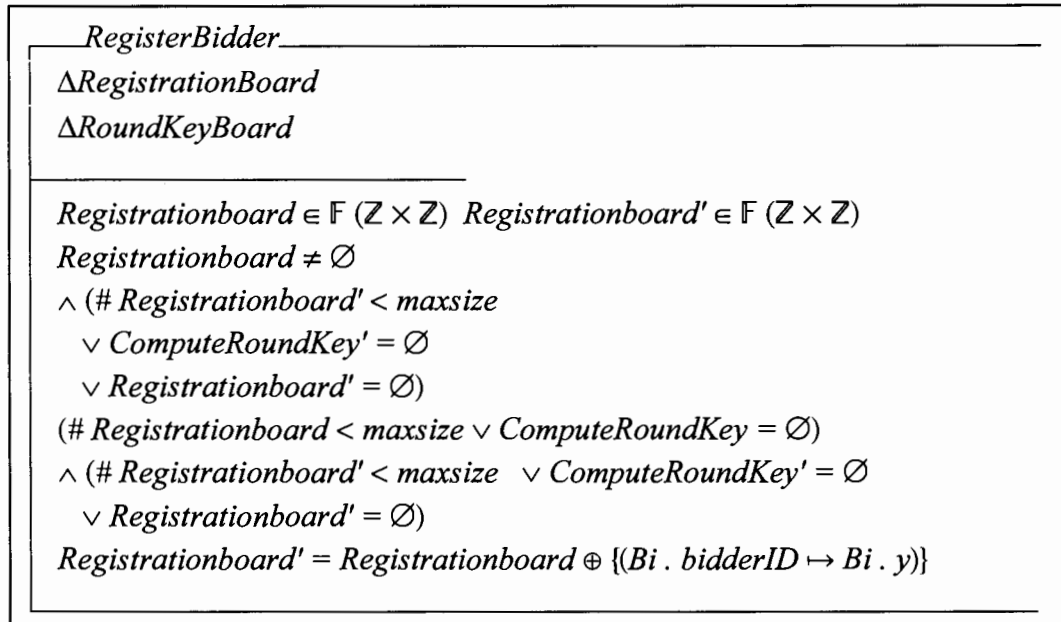 RegisterBidder
ΔRegistrationBoard
ΔRoundKeyBoard
Registrationboard ∈ 𝔽 (ℤ × ℤ) Registrationboard' ∈ 𝔽 (ℤ × ℤ)
Registrationboard ≠ ∅
∧ (# Registrationboard' < maxsize
∨ ComputeRoundKey' = ∅
∨ Registrationboard' = ∅)
(# Registrationboard < maxsize ∨ ComputeRoundKey = ∅)
∧ (# Registrationboard' < maxsize ∨ ComputeRoundKey' = ∅
∨ Registrationboard' = ∅)
Registrationboard' = Registrationboard ⊕ {(Bi . bidderID ↦ Bi . y)}